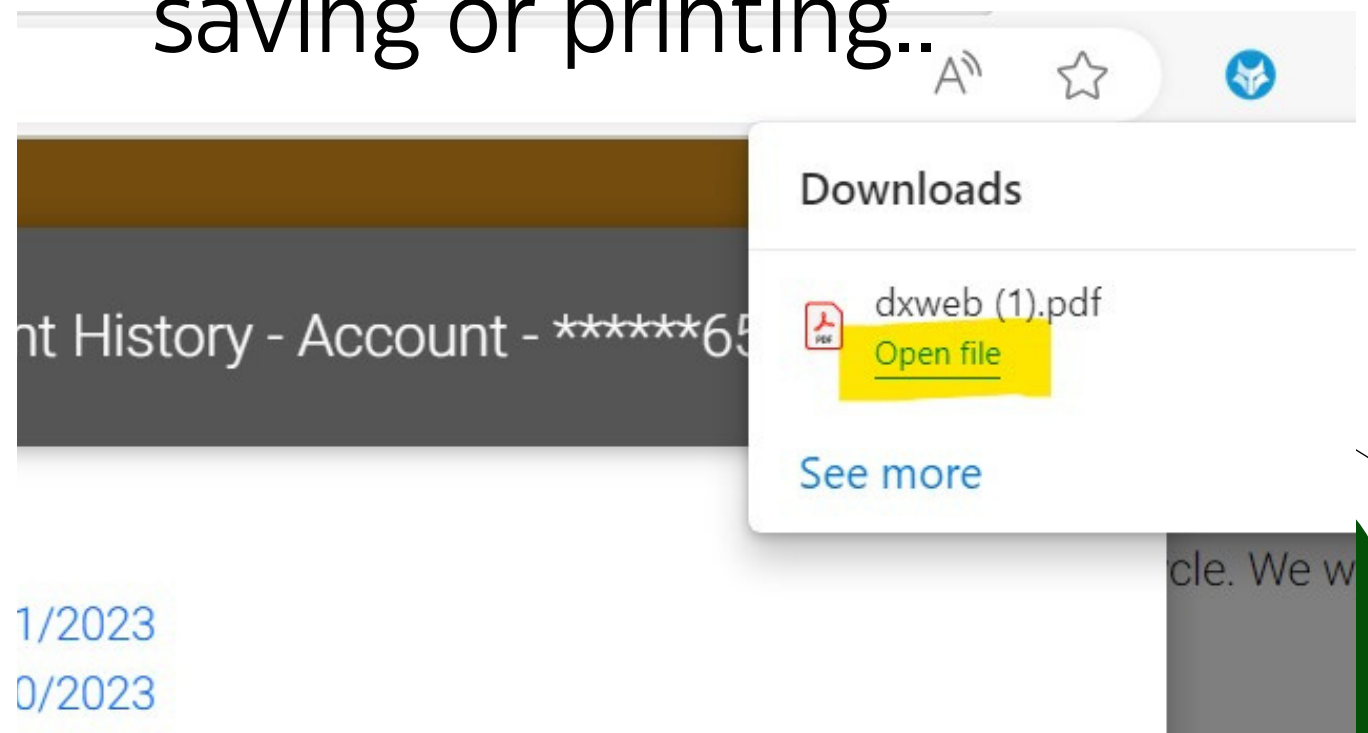 saving or printing..
Downloads
dxweb (1).pdf
PDF
Open file
nt History - Account - ******65
See more
cle. We w
1/2023
0/2023